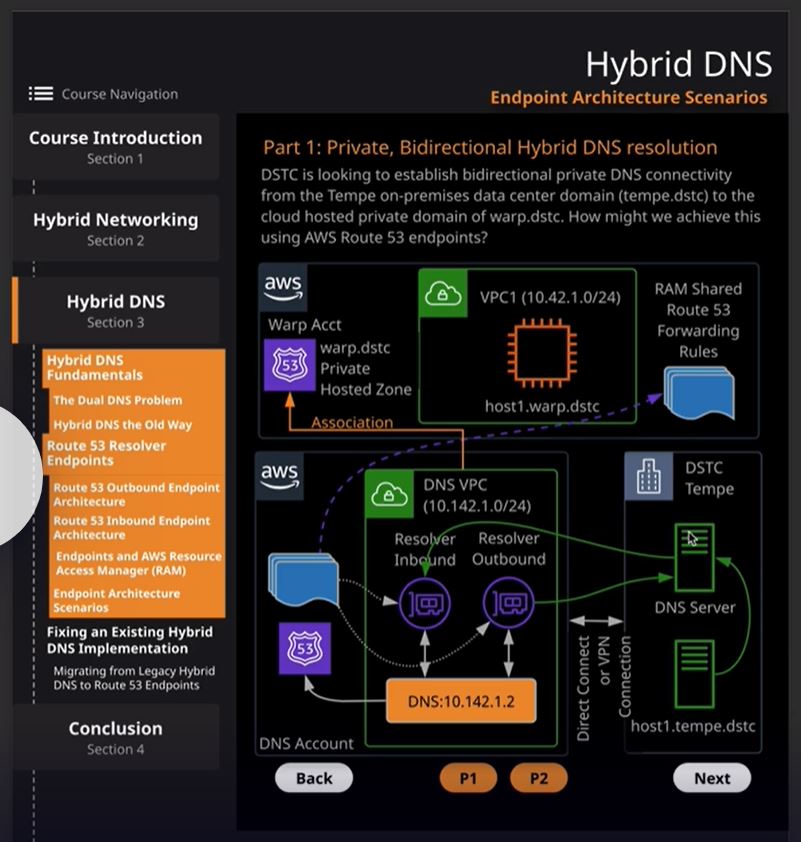 Hybrid DNS
Endpoint Architecture Scenarios
Course Navigation
Course Introduction
Section 1
Hybrid Networking
Section 2
Hybrid DNS
Section 3
Hybrid DNS
Fundamentals
The Dual DNS Problem
Hybrid DNS the Old Way
Route 53 Resolver
Endpoints
Route 53 Outbound Endpoint
Architecture
Route 53 Inbound Endpoint
Architecture
Endpoints and AWS Resource
Access Manager (RAM)
Endpoint Architecture
Scenarios
Fixing an Existing Hybrid
DNS Implementation
Migrating from Legacy Hybrid
DNS to Route 53 Endpoints
Conclusion
Section 4
Part 1: Private, Bidirectional Hybrid DNS resolution
DSTC is looking to establish bidirectional private DNS connectivity
from the Tempe on-premises data center domain (tempe.dstc) to the
cloud hosted private domain of warp.dstc. How might we achieve this
using AWS Route 53 endpoints?
aws
Warp Acct
53
warp.dstc
Private
Hosted Zone
Association
VPC1 (10.42.1.0/24)
host1.warp.dstc
RAM Shared
Route 53
Forwarding
Rules
aws
DNS VPC
(10.142.1.0/24)
Resolver
Inbound
Resolver
Outbound
53
DNS:10.142.1.2
DNS Account
Direct Connect
or VPN
Connection
DSTC
Tempe
DNS Server
host1.tempe.dstc
Back
P1
P2
Next